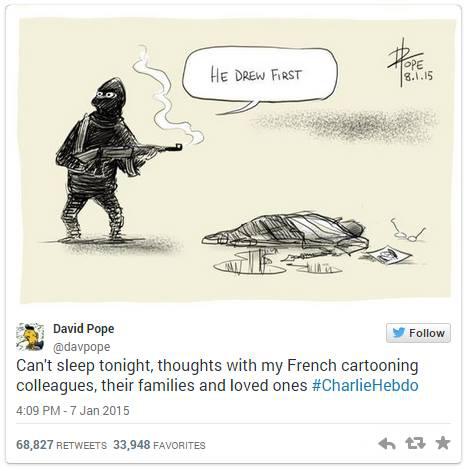 HE DREW FIRST
POPE
8.1.15
David Pope
@davpope
Follow
Can't sleep tonight, thoughts with my French cartooning
colleagues, their families and loved ones #CharlieHebdo
4:09 PM - 7 Jan 2015
68,827 RETWEETS 33,948 FAVORITES